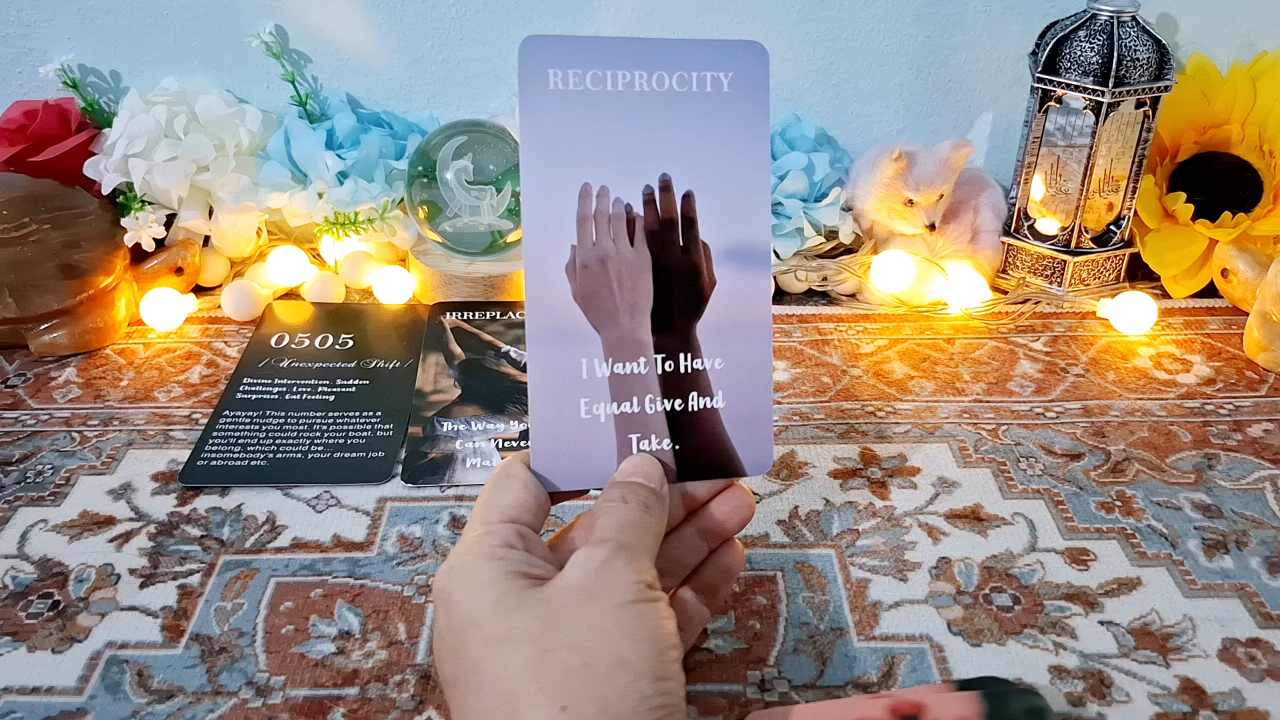 RECIPROCITY
I Want To Have
Equal Give And
Take.
0505
/ Unexpected Shift /
Divine Intervention . Sudden
Challenges . Love . Pleasant
Surprises . Gut Feeling
Ayayay! This number serves as a
gentle nudge to pursue whatever
interests you most. It's possible that
something could rock your boat, but
you'll end up exactly where you
belong, which could be...
insomebody's arms, your dream job
or abroad etc.
IRREPLAC
The Way You
Can Never